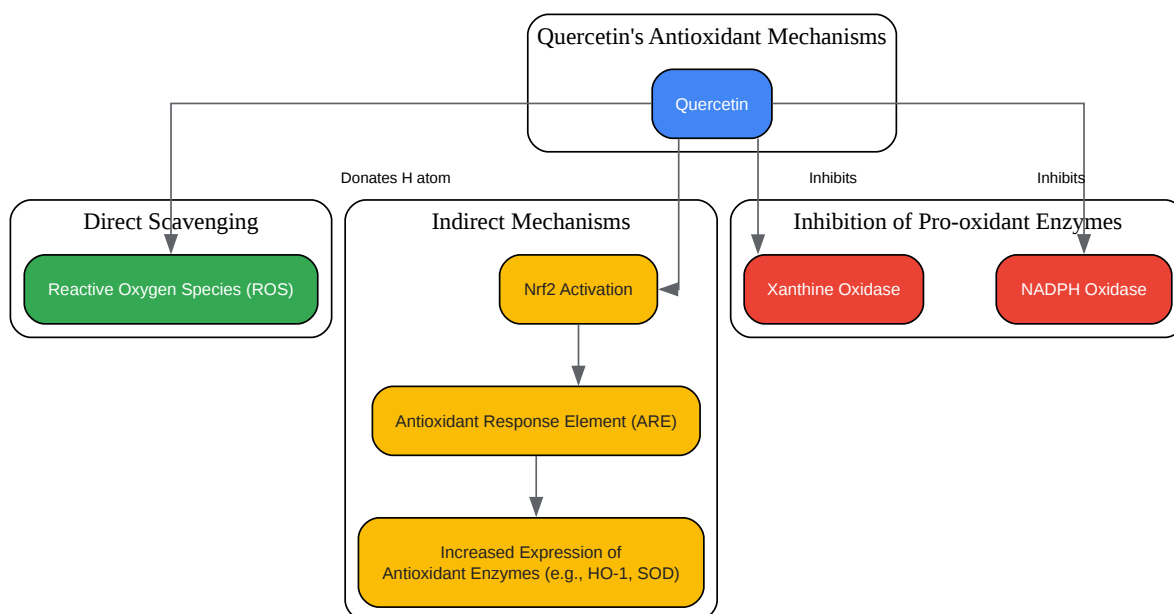 Quercetin's Antioxidant Mechanisms
Quercetin
Donates H atom
Inhibits
Inhibits
Direct Scavenging
Indirect Mechanisms
Inhibition of Pro-oxidant Enzymes
Reactive Oxygen Species (ROS)
Nrf2 Activation
Xanthine Oxidase
NADPH Oxidase
Antioxidant Response Element (ARE)
Increased Expression of
Antioxidant Enzymes (e.g., HO-1, SOD)